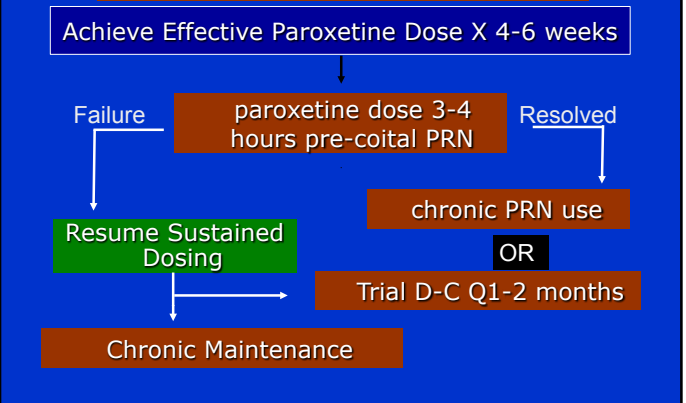 Achieve Effective Paroxetine Dose X 4-6 weeks
Failure
paroxetine dose 3-4
hours pre-coital PRN
Resolved
chronic PRN use
Resume Sustained
Dosing
OR
Trial D-C Q1-2 months
Chronic Maintenance